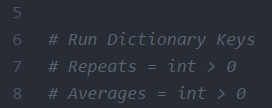 5
6 # Run Dictionary Keys
7 # Repeats = int > 0
8 # Averages = int > 0